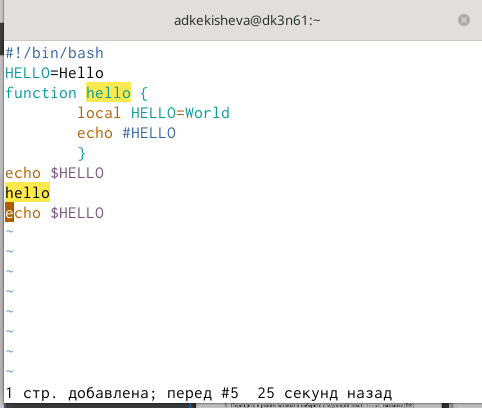 adkekisheva@dk3n61:~
#!/bin/bash
HELLO=Hello
function hello {
        local HELLO=World
        echo #HELLO
        }
echo $HELLO
hello
echo $HELLO
~
~
~
~
~
~
~
~
1 стр. добавлена; перед #5  25 секунд назад